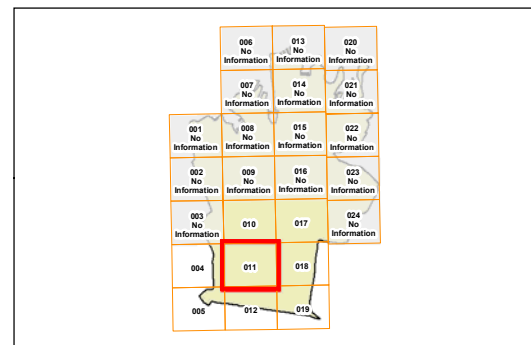 006
No
Information
013
No
Information
020
No
Information
007
No
Information
014
No
Information
021
No
Information
001
No
Information
008
No
Information
015
No
Information
022
No
Information
002
No
Information
009
No
Information
016
No
Information
023
No
Information
003
No
Information
010
017
024
No
Information
004
011
018
005
012
019